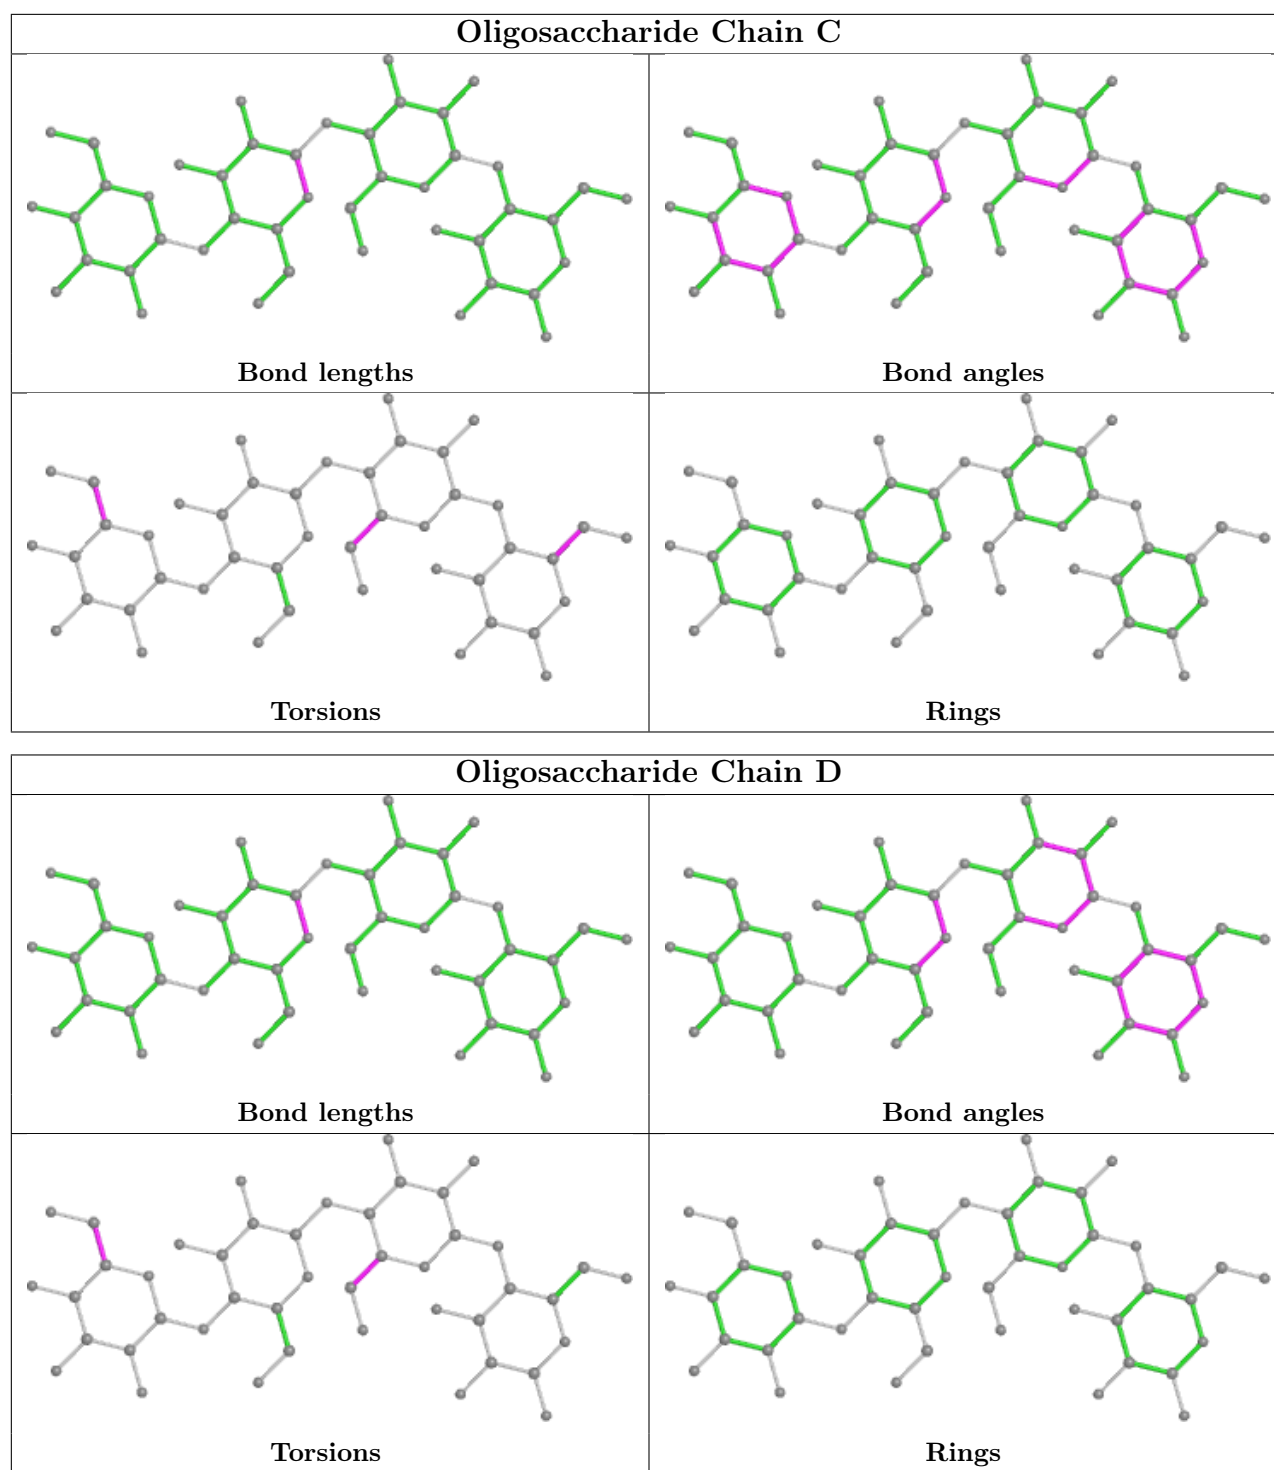 Oligosaccharide Chain C
Bond lengths
Bond angles
Torsions
Rings
Oligosaccharide Chain D
Bond lengths
Bond angles
Torsions
Rings